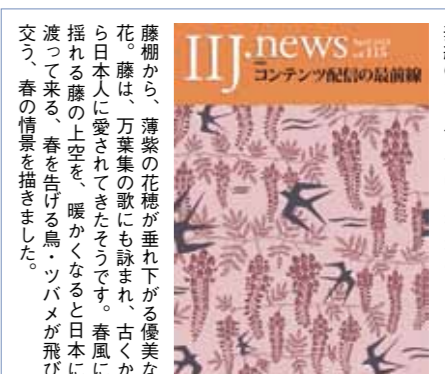 IIJ.news
コンテンツ配信の最前線
藤棚から、薄紫の花穂が垂れ下がる優美な
花。藤は、万葉集の歌にも詠まれ、古くか
ら日本人に愛されてきたそうです。春風に
揺れる藤の上空を、暖かくなると日本に
渡って来る、春を告げる鳥・ツバメが飛び
交う、春の情景を描きました。